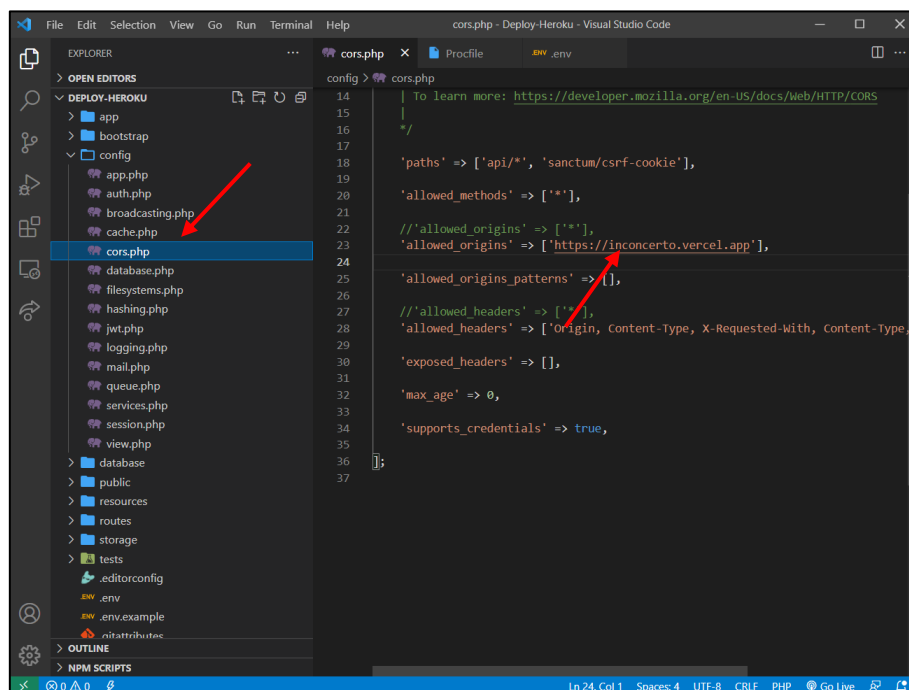 File Edit Selection View Go Run Terminal Help cors.php - Deploy-Heroku - Visual Studio Code
EXPLORER
OPEN EDITORS
DEPLOY-HEROKU
app
bootstrap
config
app.php
auth.php
broadcasting.php
cache.php
cors.php
database.php
filesystems.php
hashing.php
jwt.php
logging.php
mail.php
queue.php
services.php
session.php
view.php
database
public
resources
routes
storage
tests
.editorconfig
.ENV .env
.ENV .env.example
.gitattributes
OUTLINE
NPM SCRIPTS
cors.php Procfile .ENV .env
config > cors.php
14 | To learn more: https://developer.mozilla.org/en-US/docs/Web/HTTP/CORS
15 |
16 */
17
18 'paths' => ['api/*', 'sanctum/csrf-cookie'],
19
20 'allowed_methods' => ['*'],
21
22 //'allowed_origins' => ['*'],
23 'allowed_origins' => ['https://inconcerto.vercel.app'],
24
25 'allowed_origins_patterns' => [],
26
27 //'allowed_headers' => ['*'],
28 'allowed_headers' => ['Origin, Content-Type, X-Requested-With, Content-Type,
29
30 'exposed_headers' => [],
31
32 'max_age' => 0,
33
34 'supports_credentials' => true,
35
36 ];
37
0 0 Ln 24, Col 1 Spaces: 4 UTF-8 CRLF PHP Go Live